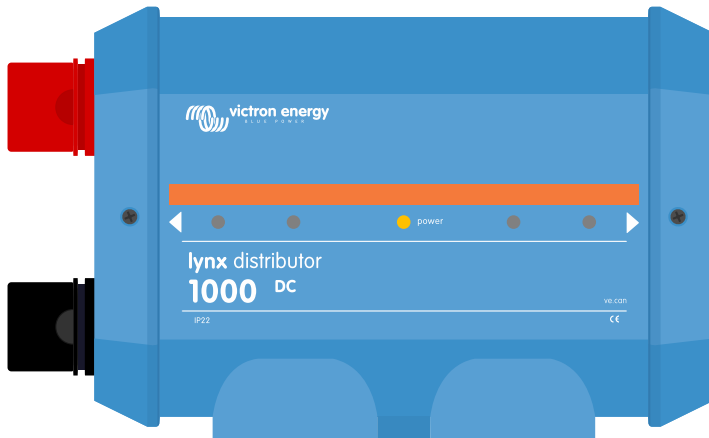 victron energy
BLUE POWER
power
lynx distributor
1000 DC
ve.can
IP22
CE